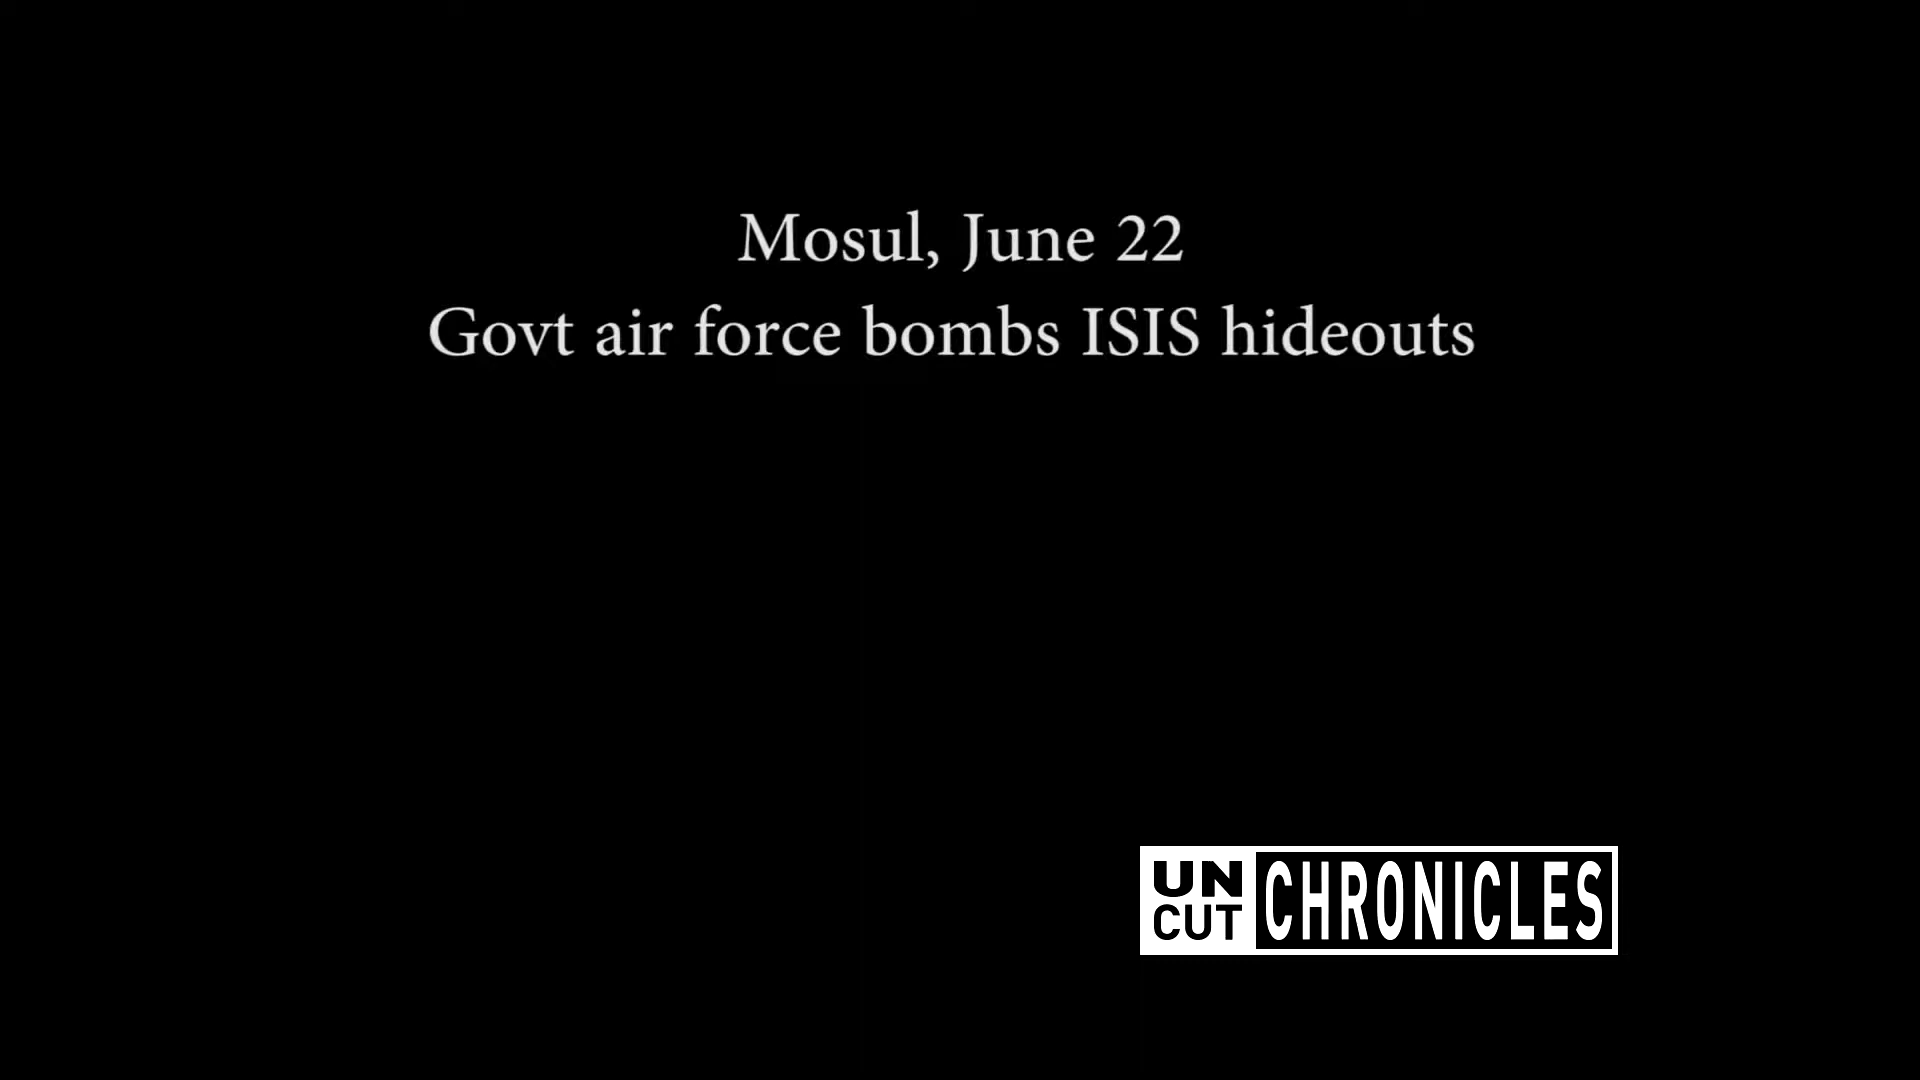 Mosul, June 22
Govt air force bombs ISIS hideouts
UN
CUT
CHRONICLES